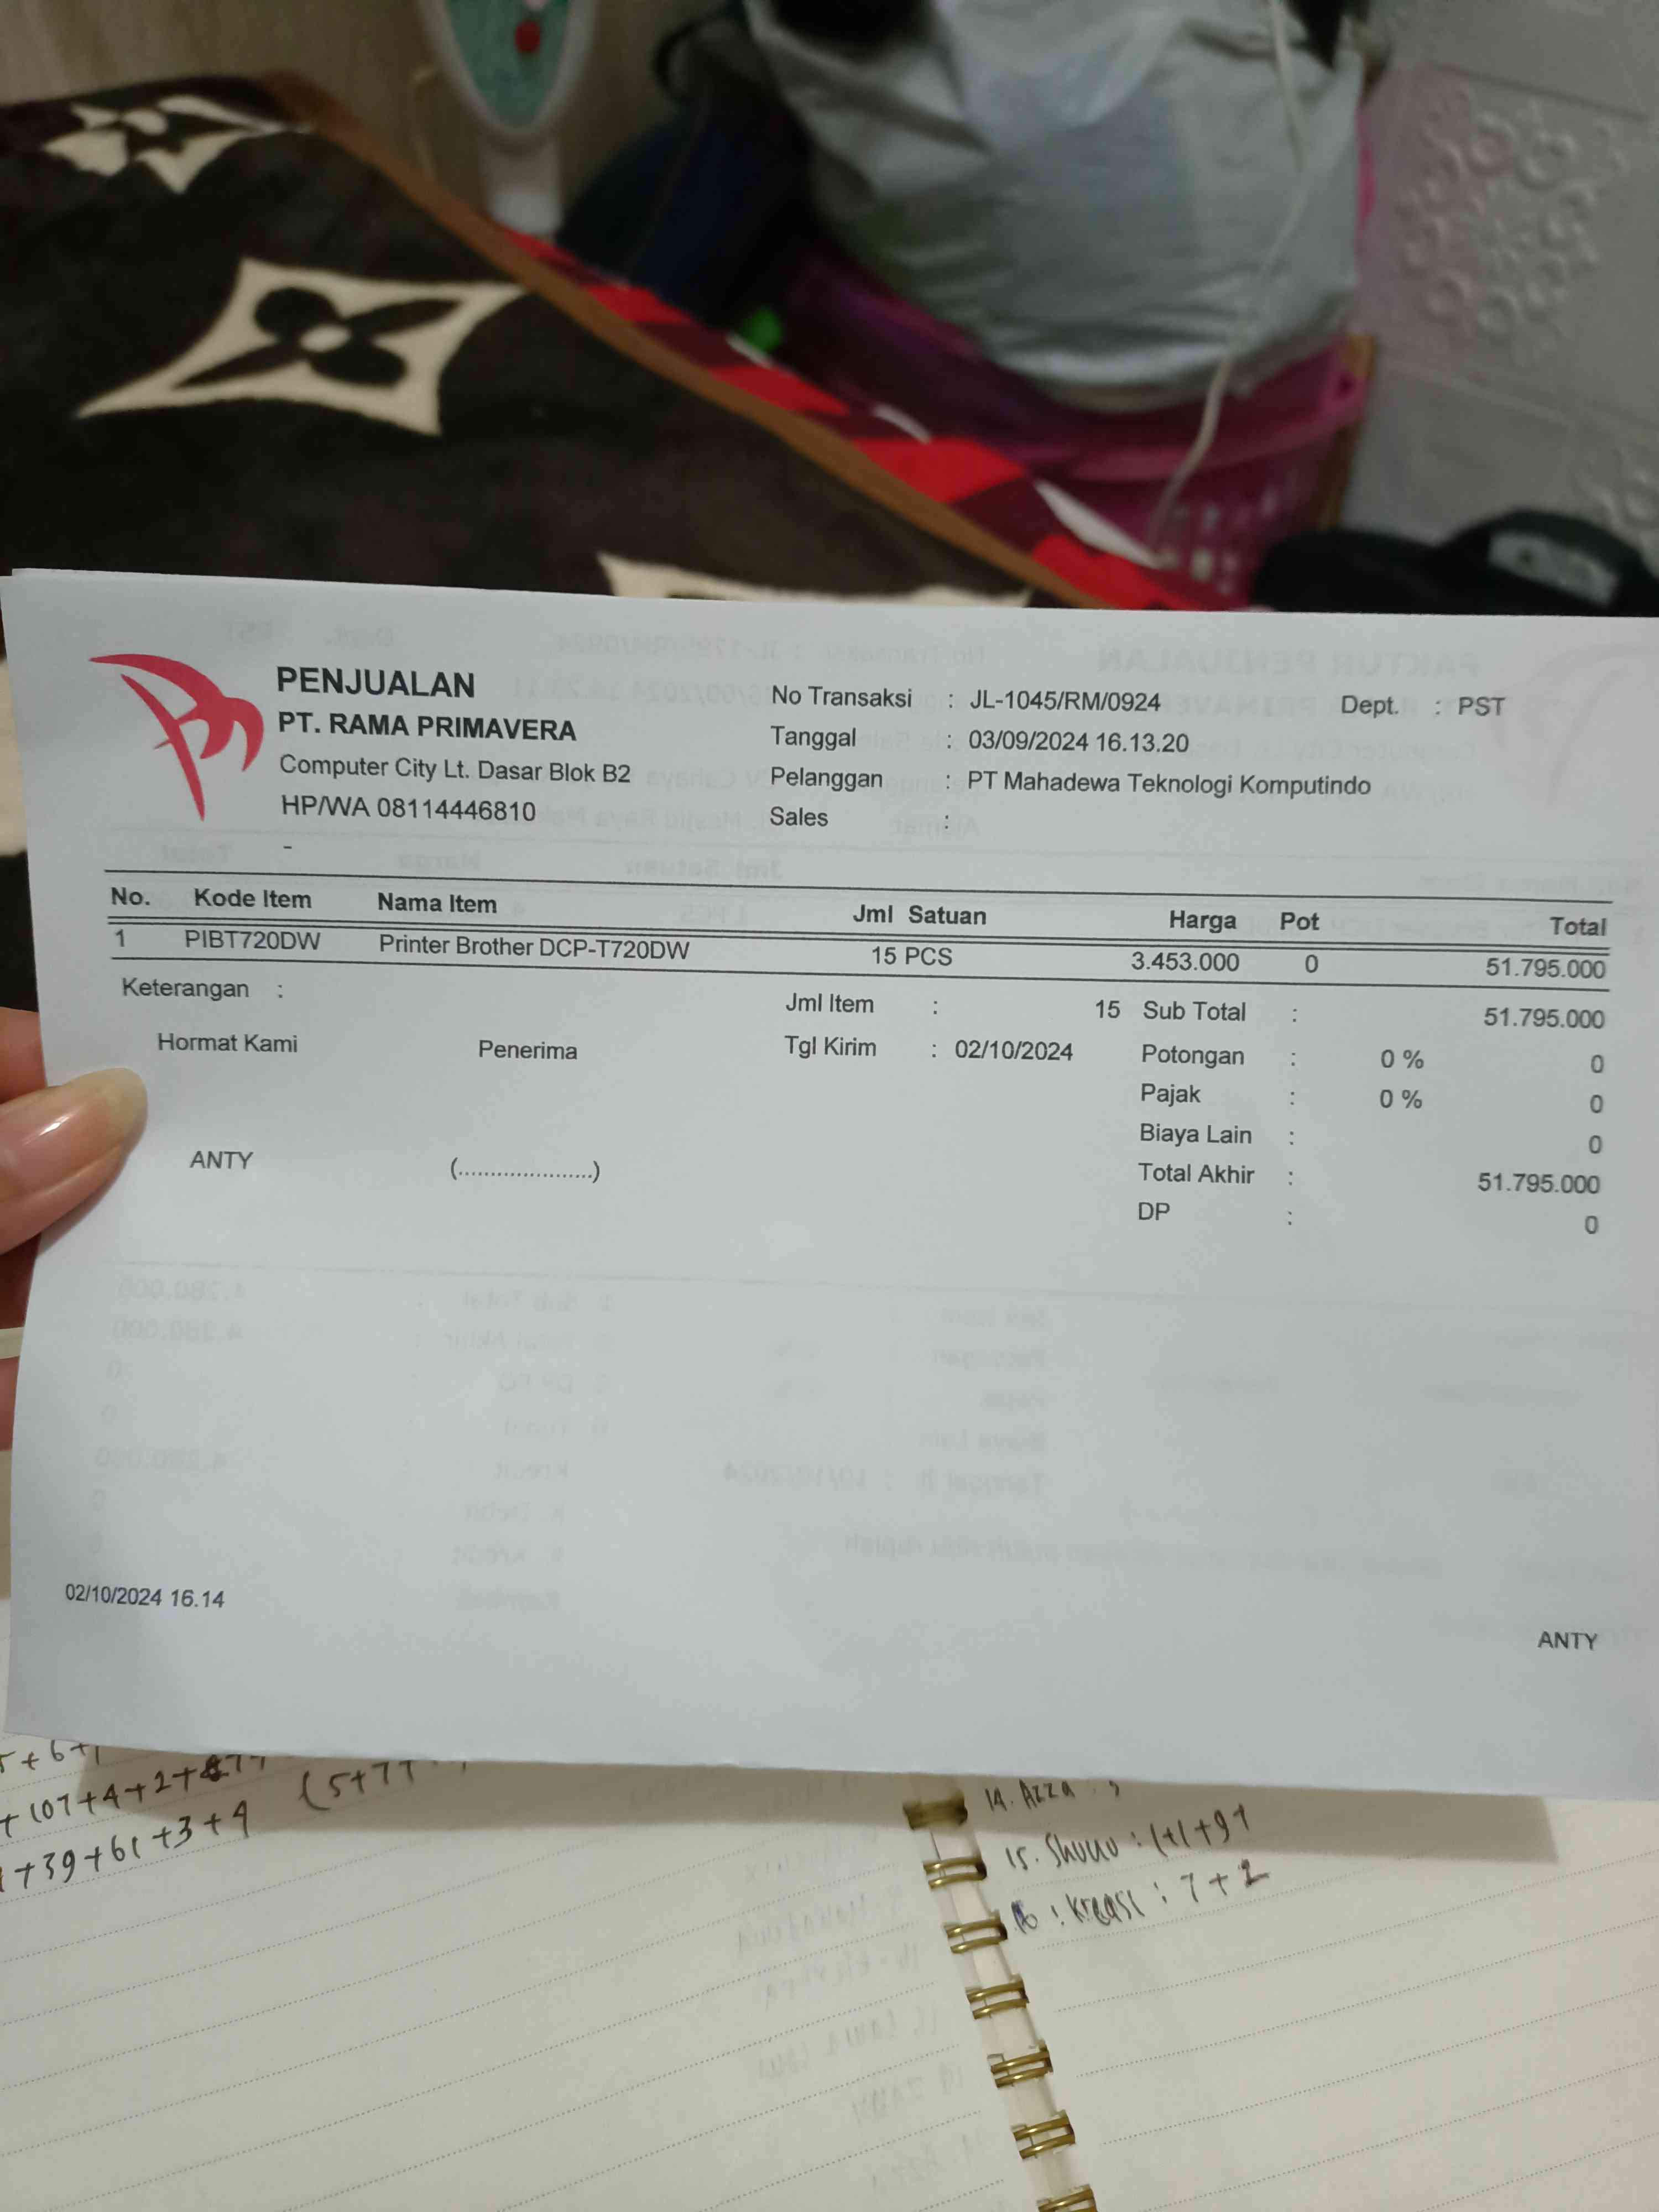 PENJUALAN
PT. RAMA PRIMAVERA
Computer City Lt. Dasar Blok B2
HP/WA 08114446810
-
No Transaksi : JL-1045/RM/0924
Tanggal : 03/09/2024 16.13.20
Pelanggan : PT Mahadewa Teknologi Komputindo
Sales :
Dept. : PST
No. Kode Item Nama Item Jml Satuan Harga Pot Total
1 PIBT720DW Printer Brother DCP-T720DW 15 PCS 3.453.000 0 51.795.000
Keterangan :
Hormat Kami Penerima
ANTY (.....................)
Jml Item : 15
Tgl Kirim : 02/10/2024
Sub Total : 51.795.000
Potongan : 0 % 0
Pajak : 0 % 0
Biaya Lain : 0
Total Akhir : 51.795.000
DP : 0
02/10/2024 16.14
ANTY
+107+4+2+
+39+61+3+4
(5+7+
14. Azza :
15. : 1+1+9+
: kreasi : 7+2